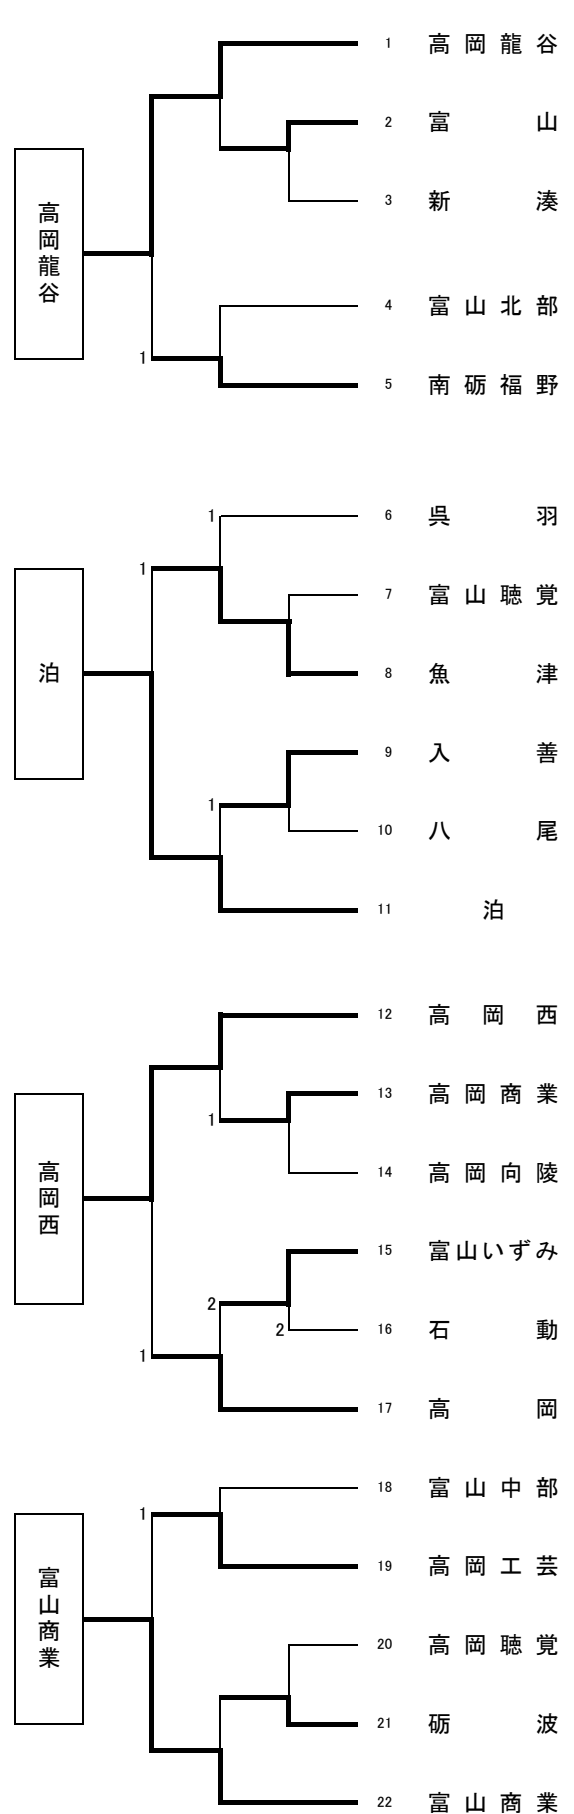 1 高岡龍谷
2 富山
3 新湊
高岡龍谷
4 富山北部
1
5 南砺福野
1 6 呉羽
1
7 富山聴覚
泊
8 魚津
9 入善
1
10 八尾
11 泊
12 高岡西
13 高岡商業
1
14 高岡向陵
高岡西
15 富山いずみ
2
2 16 石動
1
17 高岡
18 富山中部
1
19 高岡工芸
富山商業
20 高岡聴覚
21 砺波
22 富山商業